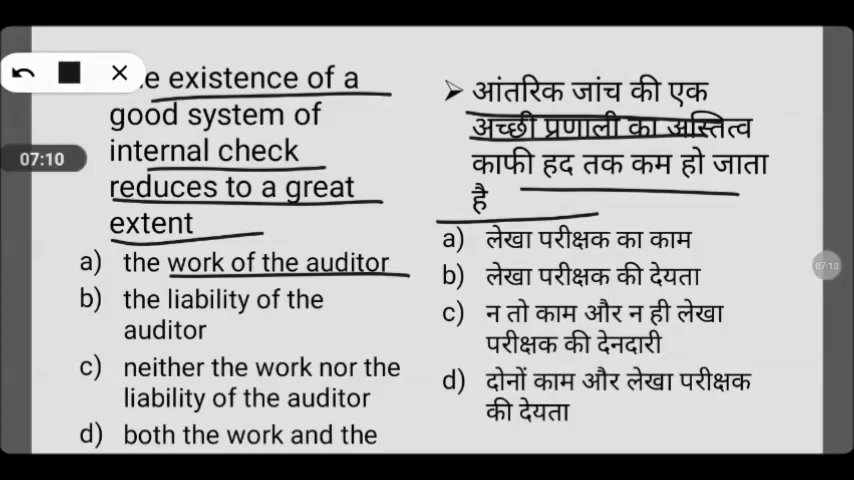 existence of a
good system of
internal check
reduces to a great
extent
a) the work of the auditor
b) the liability of the
auditor
c) neither the work nor the
liability of the auditor
d) both the work and the
➢ आंतरिक जांच की एक
अच्छी प्रणाली का अस्तित्व
काफी हद तक कम हो जाता
है
a) लेखा परीक्षक का काम
b) लेखा परीक्षक की देयता
c) न तो काम और न ही लेखा
परीक्षक की देनदारी
d) दोनों काम और लेखा परीक्षक
की देयता
07:10
07:10